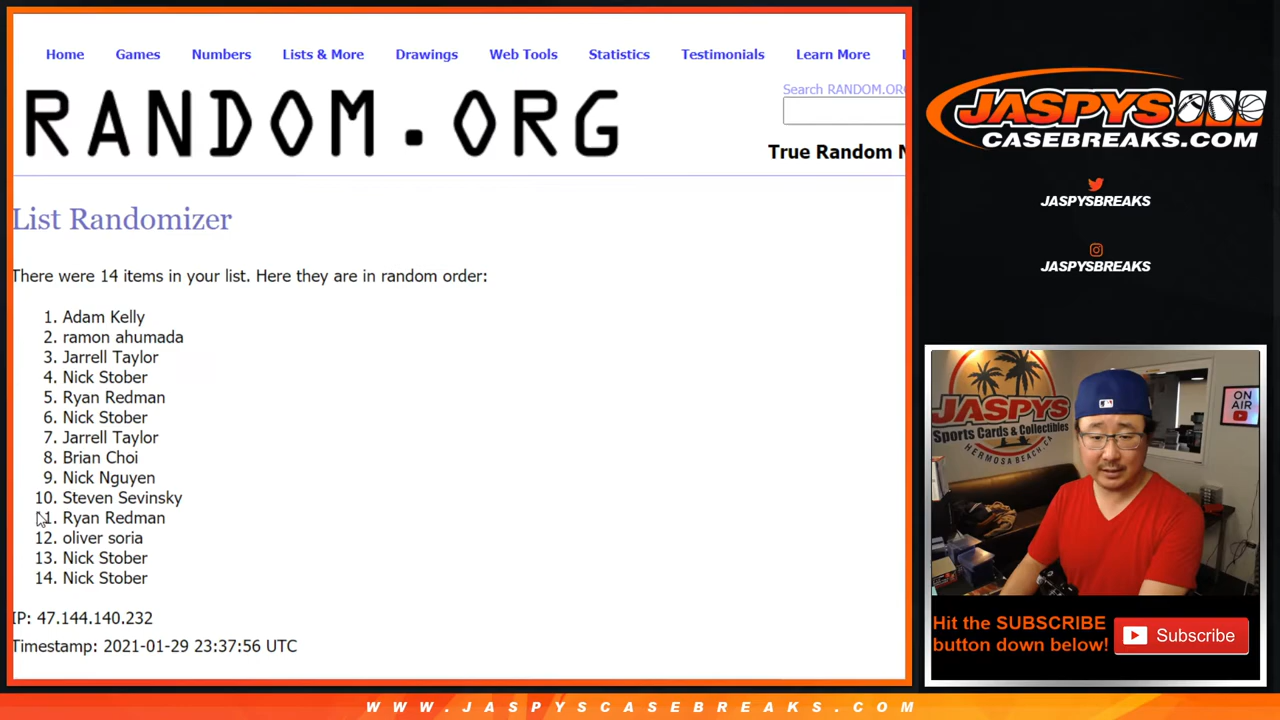 Home Games Numbers Lists & More Drawings Web Tools Statistics Testimonials Learn More
Search RANDOM.ORG
RANDOM.ORG
True Random N
List Randomizer
There were 14 items in your list. Here they are in random order:
1. Adam Kelly
2. ramon ahumada
3. Jarrell Taylor
4. Nick Stober
5. Ryan Redman
6. Nick Stober
7. Jarrell Taylor
8. Brian Choi
9. Nick Nguyen
10. Steven Sevinsky
11. Ryan Redman
12. oliver soria
13. Nick Stober
14. Nick Stober
IP: 47.144.140.232
Timestamp: 2021-01-29 23:37:56 UTC
JASPYS
CASEBREAKS.COM
JASPYSBREAKS
JASPYSBREAKS
JASPYS
Sports Cards & Collectibles
HERMOSA BEACH, CA
ON
AIR
Hit the SUBSCRIBE
button down below!
Subscribe
WWW.JASPYSCASEBREAKS.COM